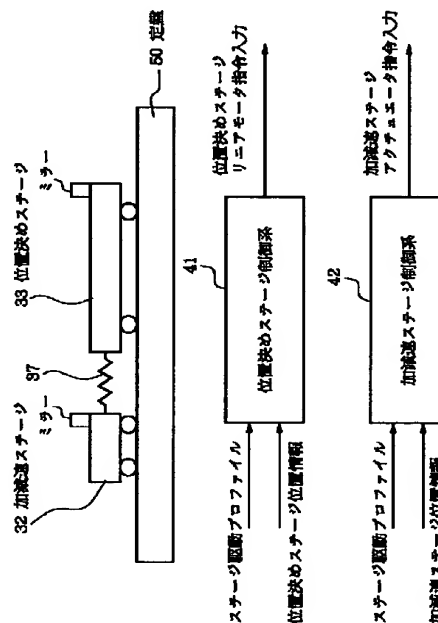 32 加減速ステージ
ミラー
37
33 位置決めステージ
ミラー
50 定盤
ステージ駆動プロファイル
位置決めステージ位置情報
41
位置決めステージ制御系
位置決めステージ
リニアモータ指令入力
ステージ駆動プロファイル
加減速ステージ位置情報
42
加減速ステージ制御系
加減速ステージ
アクチュエータ指令入力